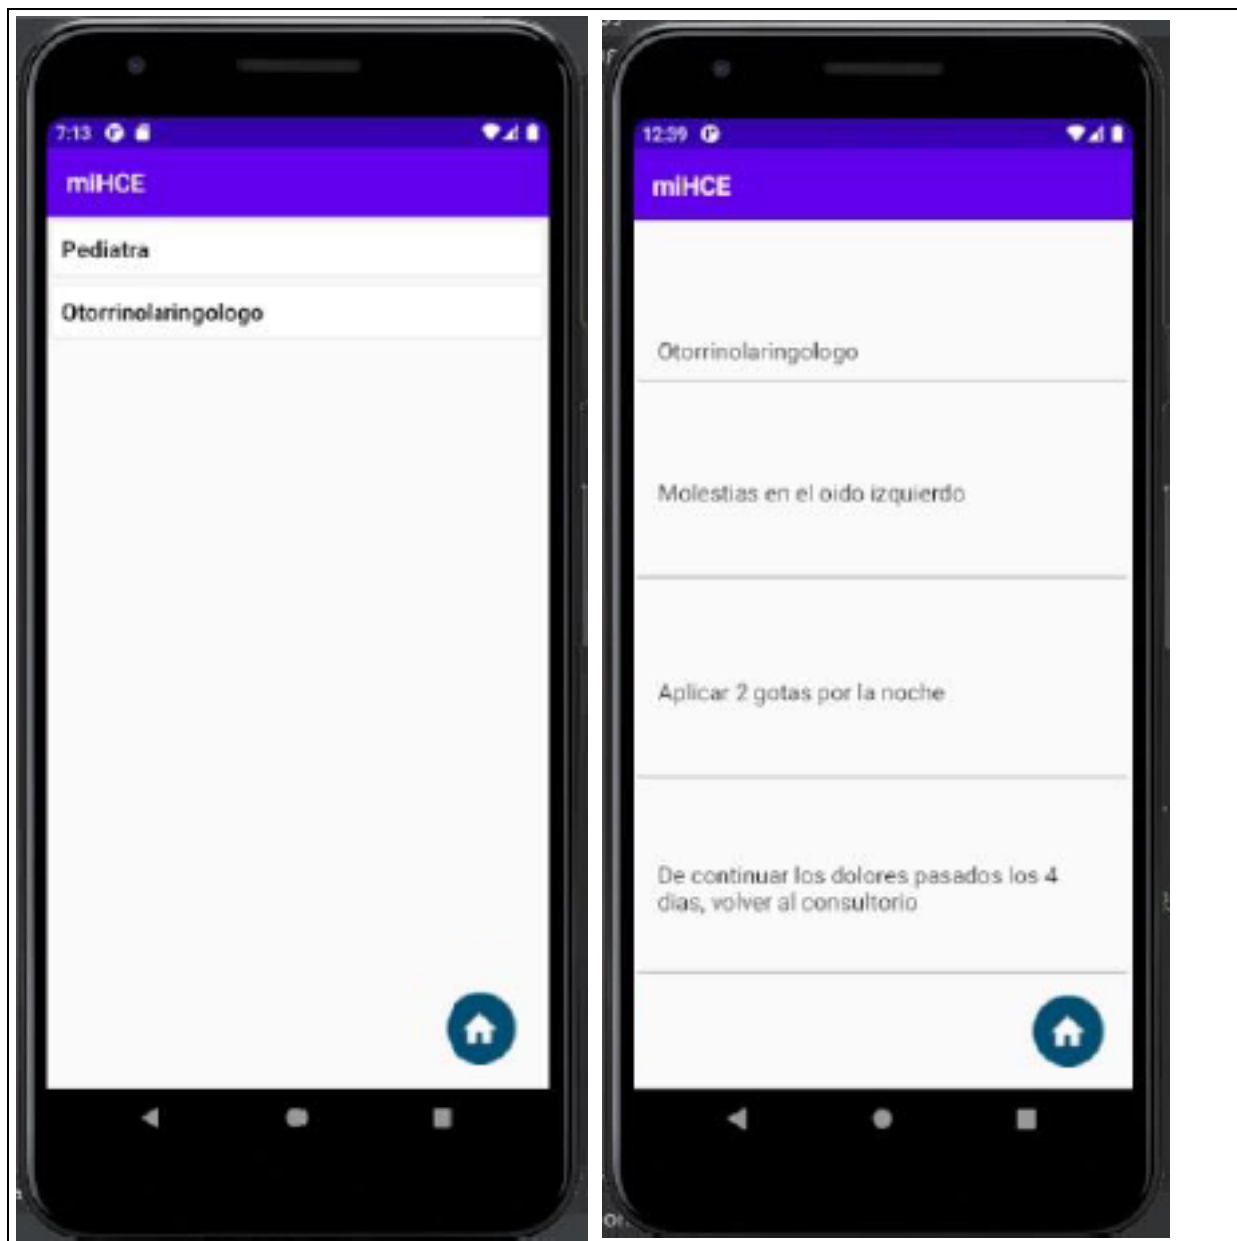 7:13
miHCE
Pediatra
Otorrinolaringologo
12:39
miHCE
Otorrinolaringologo
Molestias en el oido izquierdo
Aplicar 2 gotas por la noche
De continuar los dolores pasados los 4
dias, volver al consultorio